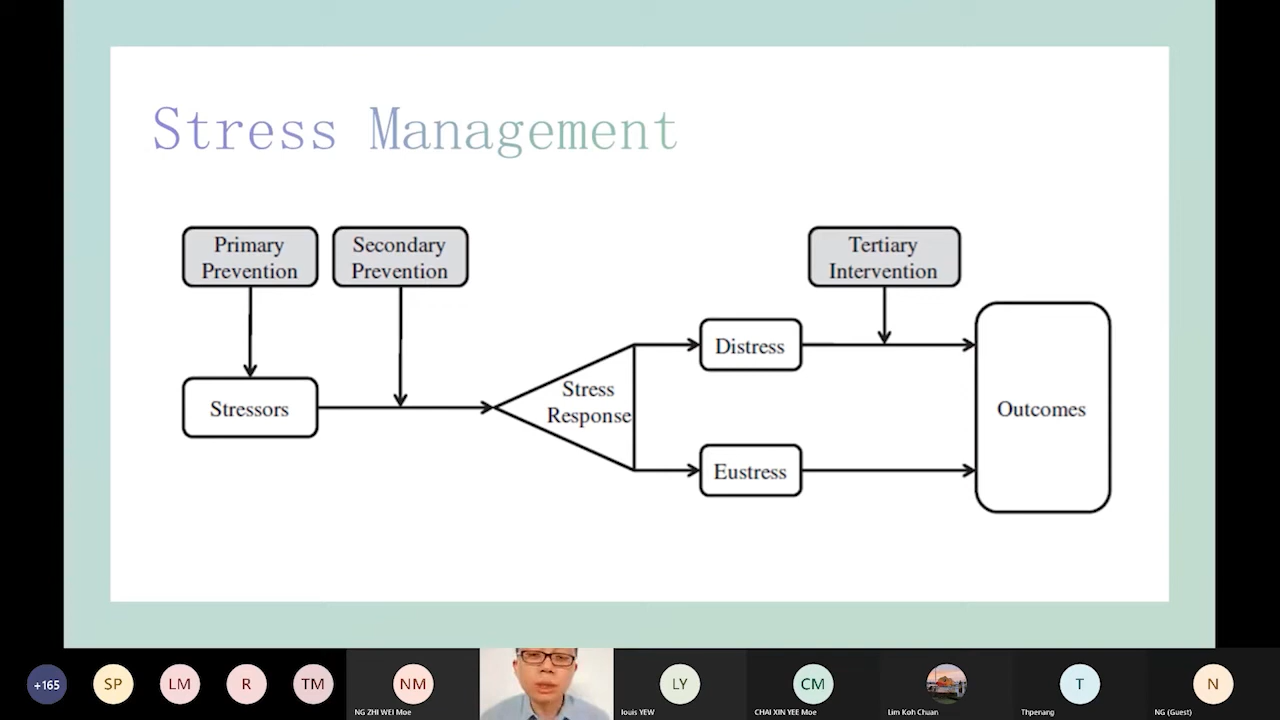 Stress Management
Primary
Prevention
Secondary
Prevention
Tertiary
Intervention
Stressors
Stress
Response
Distress
Eustress
Outcomes
+165
SP
LM
R
TM
NM
NG ZHI WEI Moe
LY
louis YEW
CM
CHAI XIN YEE Moe
Lim Koh Chuan
T
Thpenang
N
NG (Guest)